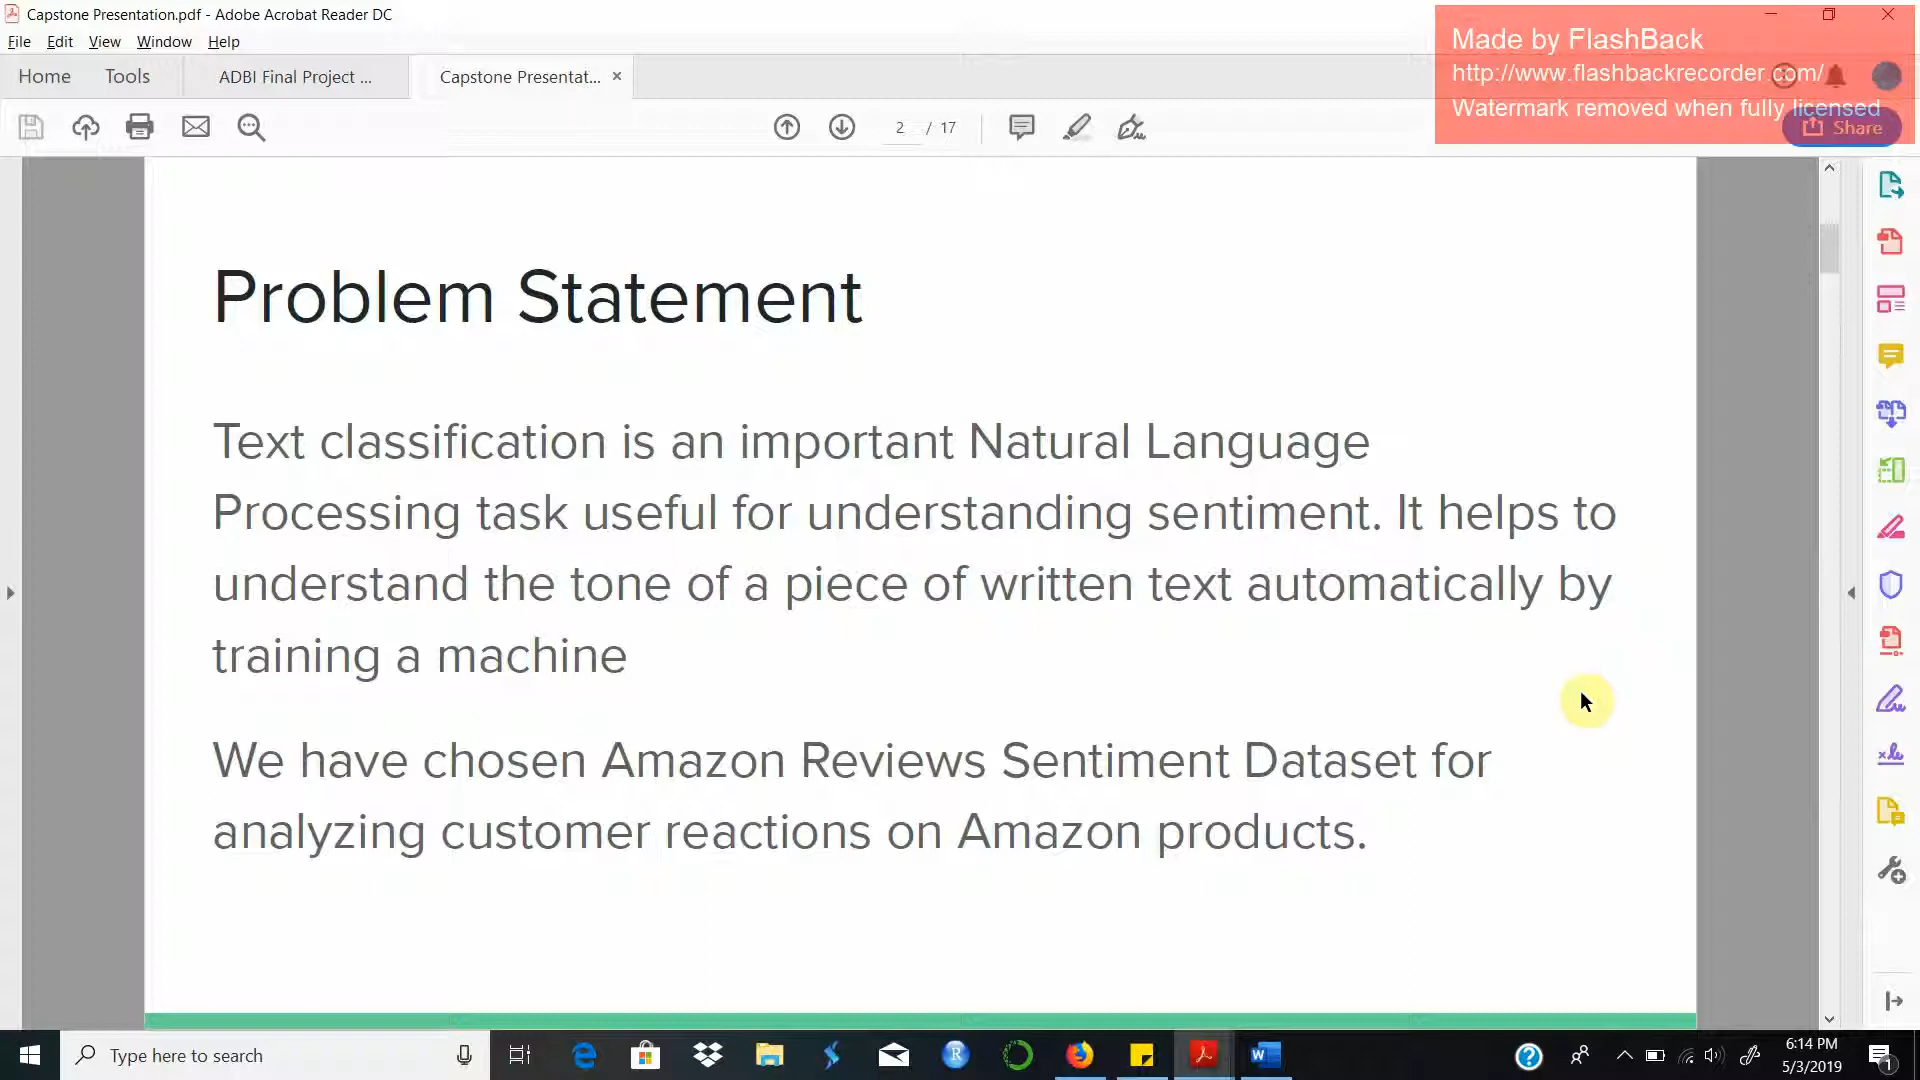 Capstone Presentation.pdf - Adobe Acrobat Reader DC
File Edit View Window Help
Made by FlashBack
http://www.flashbackrecorder.com/
Watermark removed when fully licensed
Home Tools ADBI Final Project ... Capstone Presentat... ×
2 / 17
Share
Problem Statement
Text classification is an important Natural Language
Processing task useful for understanding sentiment. It helps to
understand the tone of a piece of written text automatically by
training a machine
We have chosen Amazon Reviews Sentiment Dataset for
analyzing customer reactions on Amazon products.
Type here to search
6:14 PM
5/3/2019
1